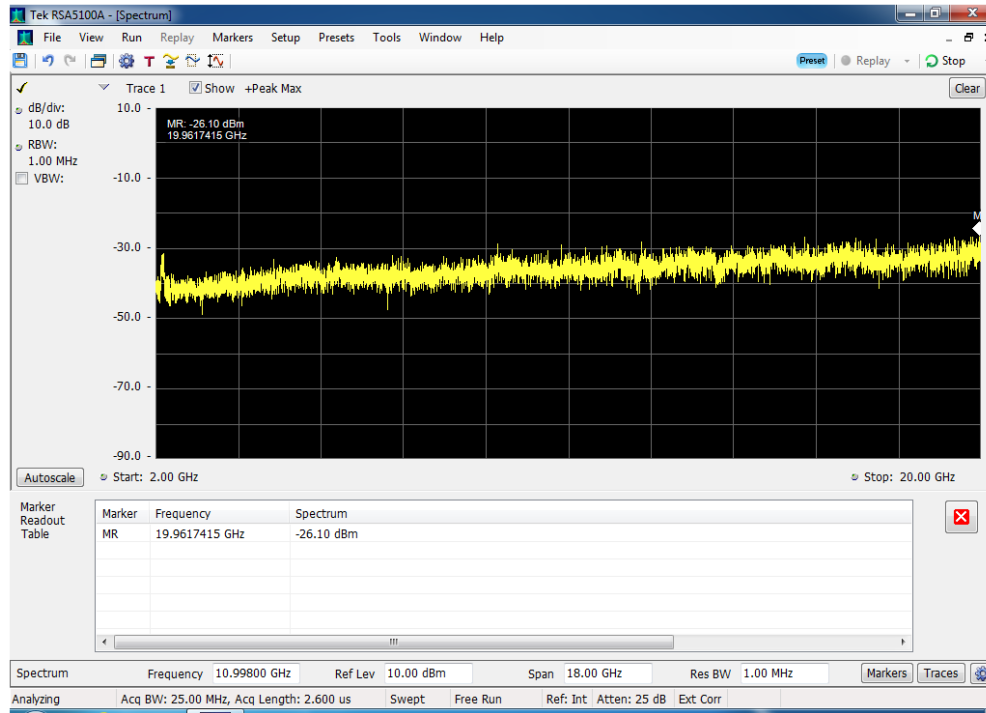 Tek RSA5100A - [Spectrum]
File View Run Replay Markers Setup Presets Tools Window Help
T Preset Replay Stop
Trace 1 Show +Peak Max Clear
dB/div:
10.0 dB
RBW:
1.00 MHz
VBW:
10.0 -
-10.0 -
-30.0 -
-50.0 -
-70.0 -
-90.0 -
MR: -26.10 dBm
19.9617415 GHz
M
Autoscale Start: 2.00 GHz Stop: 20.00 GHz
Marker
Readout
Table
Marker Frequency Spectrum
MR 19.9617415 GHz -26.10 dBm
Spectrum Frequency 10.99800 GHz Ref Lev 10.00 dBm Span 18.00 GHz Res BW 1.00 MHz Markers Traces
Analyzing Acq BW: 25.00 MHz, Acq Length: 2.600 us Swept Free Run Ref: Int Atten: 25 dB Ext Corr